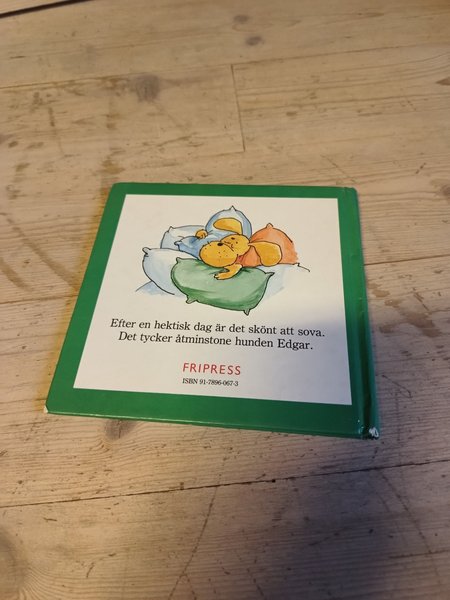 Efter en hektisk dag är det skönt att sova.
Det tycker åtminstone hunden Edgar.
FRIPRESS
ISBN 91-7896-067-3